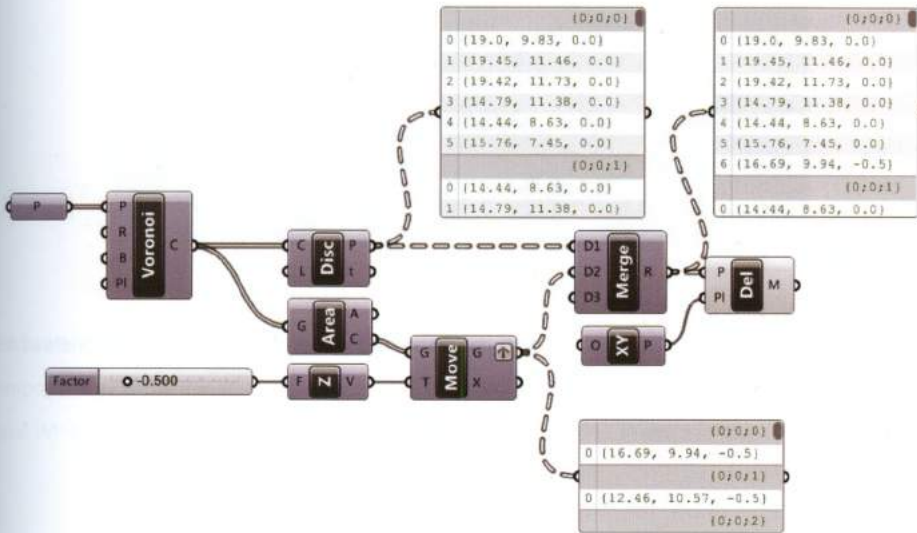 {0;0;0}
0 {19.0, 9.83, 0.0}
1 {19.45, 11.46, 0.0}
2 {19.42, 11.73, 0.0}
3 {14.79, 11.38, 0.0}
4 {14.44, 8.63, 0.0}
5 {15.76, 7.45, 0.0}
{0;0;1}
0 {14.44, 8.63, 0.0}
1 {14.79, 11.38, 0.0}
{0;0;0}
0 {19.0, 9.83, 0.0}
1 {19.45, 11.46, 0.0}
2 {19.42, 11.73, 0.0}
3 {14.79, 11.38, 0.0}
4 {14.44, 8.63, 0.0}
5 {15.76, 7.45, 0.0}
6 {16.69, 9.94, -0.5}
{0;0;1}
0 {14.44, 8.63, 0.0}
P
P
R
B
Pl
Voronoi
C
C
L
Disc
P
t
G
Area
A
C
Factor
-0.500
F
Z
V
G
T
Move
G
X
D1
D2
D3
Merge
R
O
XY
P
P
Pl
Del
M
{0;0;0}
0 {16.69, 9.94, -0.5}
{0;0;1}
0 {12.46, 10.57, -0.5}
{0;0;2}